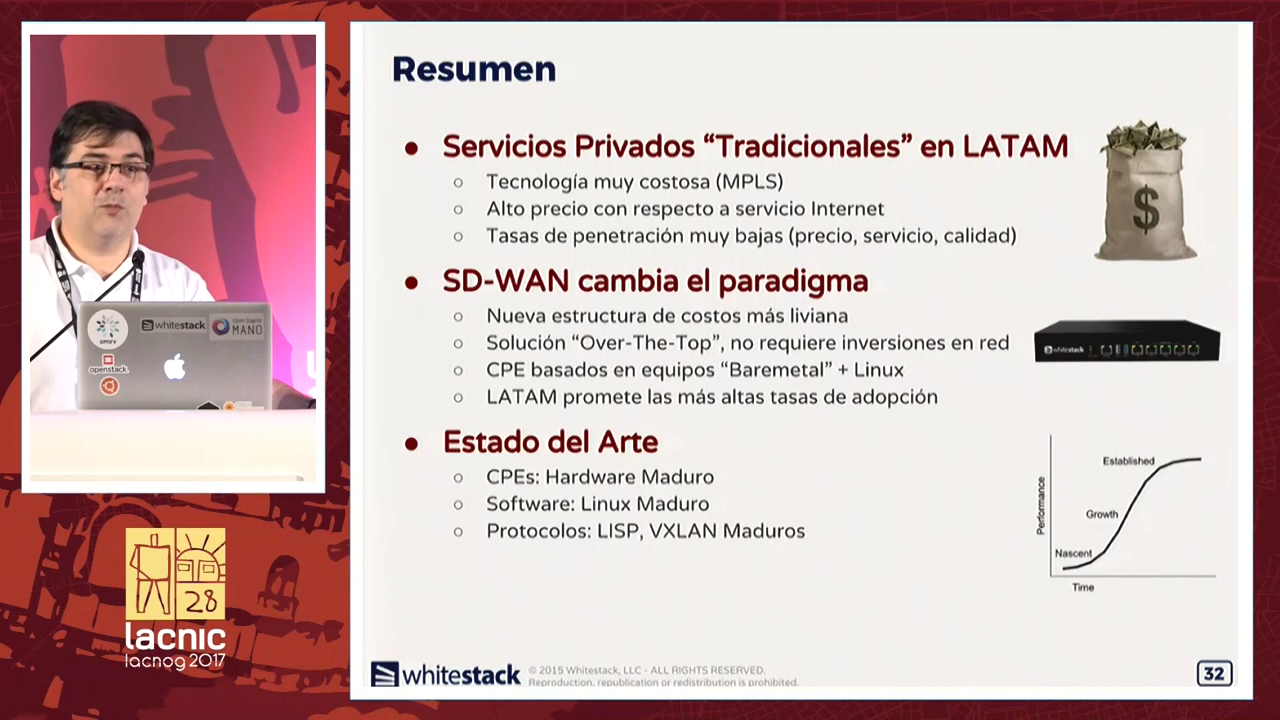 Resumen
● Servicios Privados “Tradicionales” en LATAM
○ Tecnología muy costosa (MPLS)
○ Alto precio con respecto a servicio Internet
○ Tasas de penetración muy bajas (precio, servicio, calidad)
$
● SD-WAN cambia el paradigma
○ Nueva estructura de costos más liviana
○ Solución “Over-The-Top”, no requiere inversiones en red
○ CPE basados en equipos “Baremetal” + Linux
○ LATAM promete las más altas tasas de adopción
whitestack
● Estado del Arte
○ CPEs: Hardware Maduro
○ Software: Linux Maduro
○ Protocolos: LISP, VXLAN Maduros
Performance
Established
Growth
Nascent
Time
whitestack
© 2015 Whitestack, LLC - ALL RIGHTS RESERVED.
Reproduction, republication or redistribution is prohibited.
32
OPNFV
whitestack
Open Source
MANO
openstack.
28
lacnic
lacnog 2017